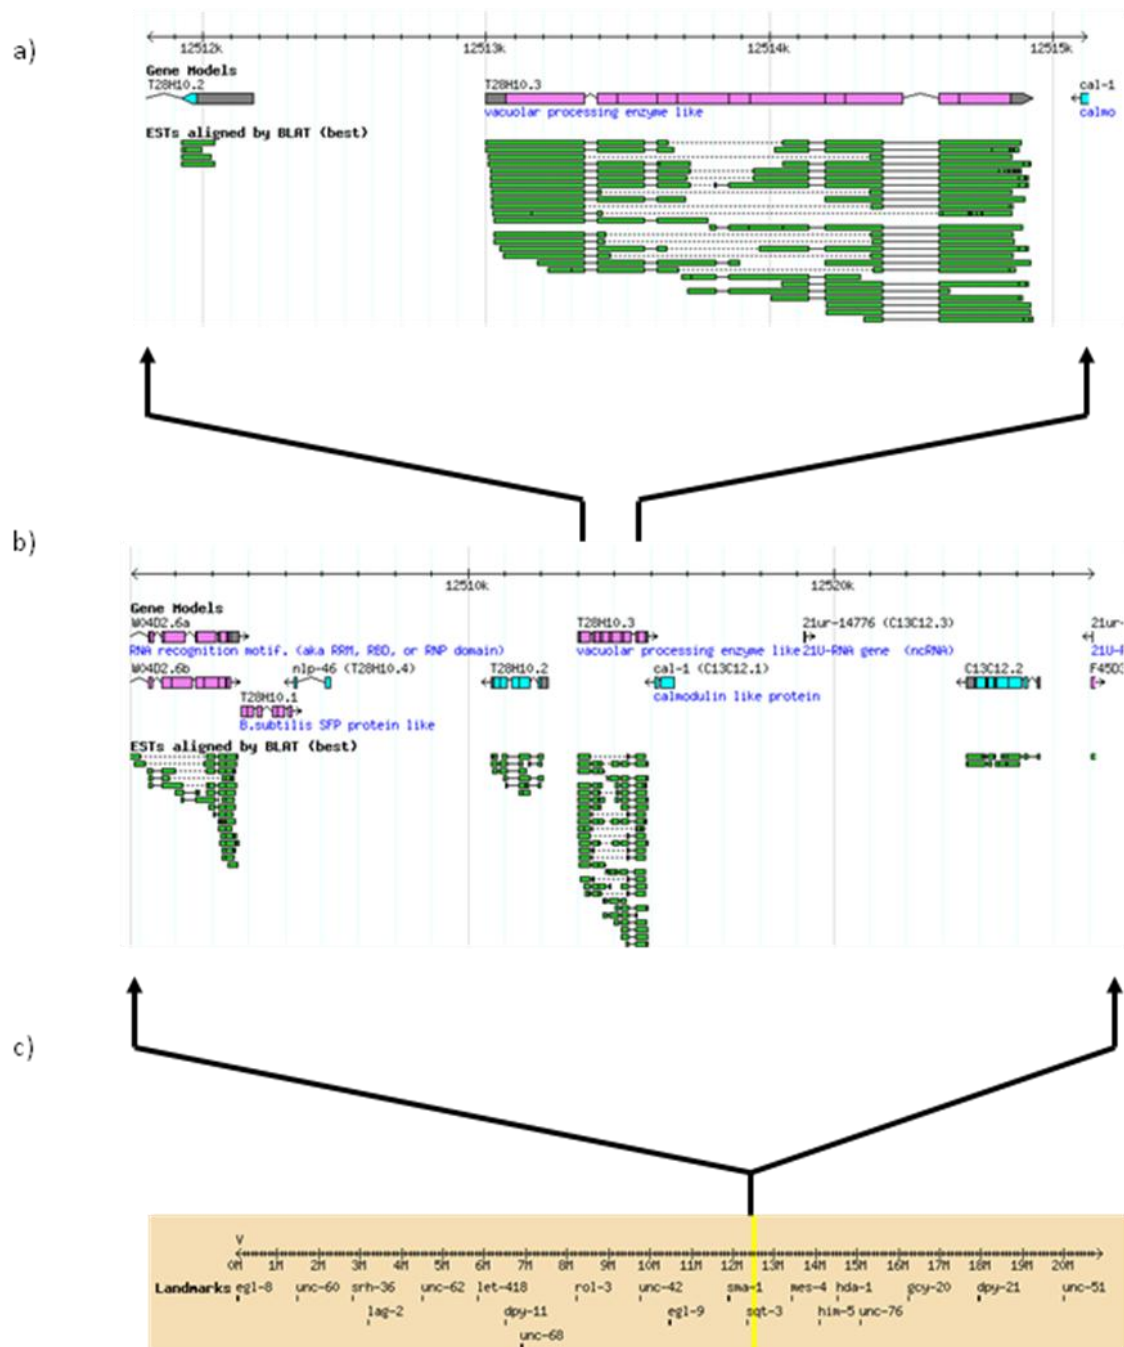 a)
12512k 12513k 12514k 12515k
Gene Models
T28H10.2 T28H10.3 cal-1
vacuolar processing enzyme like calmo
ESTs aligned by BLAT (best)
b)
12510k 12520k
Gene Models
W04D2.6a T28H10.3 21ur-14776 (C13C12.3) 21ur-
RNA recognition motif. (aka RRM, RBD, or RNP domain) vacuolar processing enzyme like 21U-RNA gene (ncRNA) 21U-F
W04D2.6b nlp-46 (T28H10.4) T28H10.2 cal-1 (C13C12.1) C13C12.2 F45D3
T28H10.1 calmodulin like protein
B.subtilis SFP protein like
ESTs aligned by BLAT (best)
c)
V
0M 1M 2M 3M 4M 5M 6M 7M 8M 9M 10M 11M 12M 13M 14M 15M 16M 17M 18M 19M 20M
Landmarks egl-8 unc-60 srh-36 unc-62 let-418 rol-3 unc-42 sma-1 mes-4 hda-1 gcy-20 dpy-21 unc-51
lag-2 dpy-11 egl-9 sqt-3 him-5 unc-76
unc-68